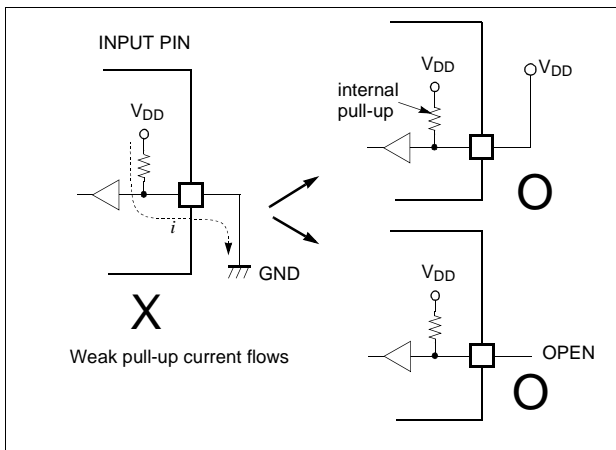 INPUT PIN
VDD
i
GND
X
Weak pull-up current flows
internal
pull-up
VDD
VDD
O
VDD
OPEN
O